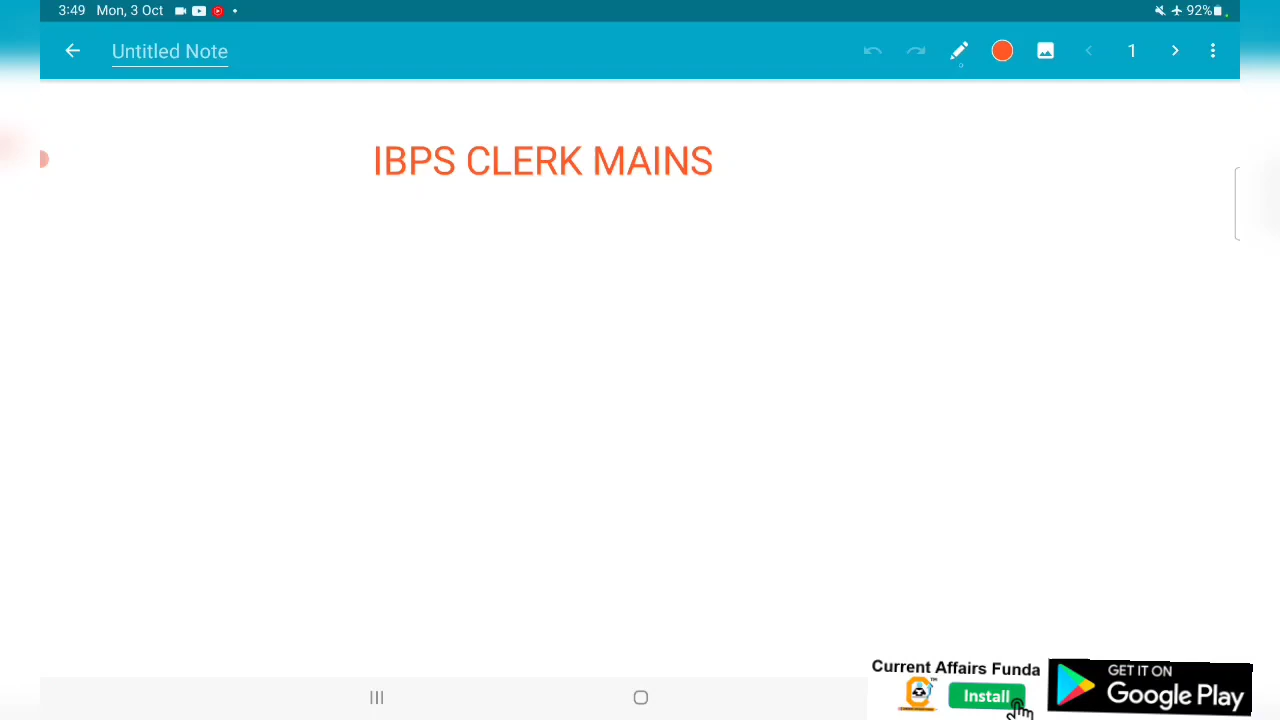 3:49 Mon, 3 Oct
92%
Untitled Note
1
IBPS CLERK MAINS
Current Affairs Funda
Install
GET IT ON
Google Play